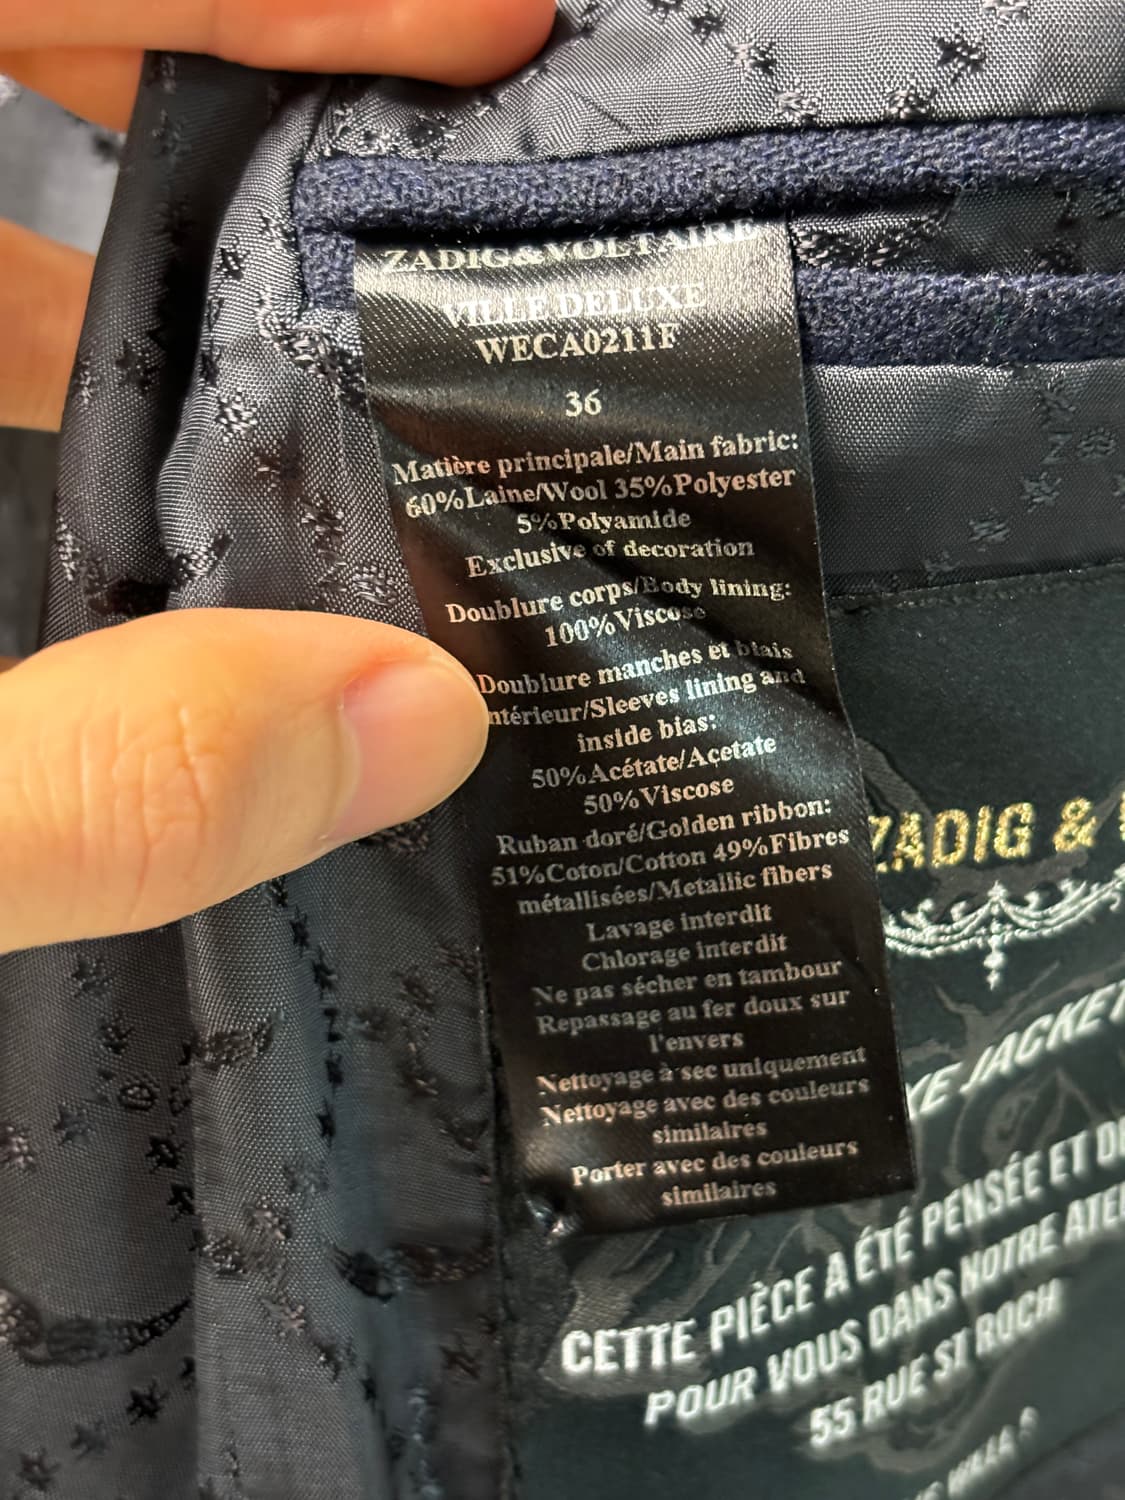 ZADIG&VOLTAIRE
VILLE DELUXE
WECA0211F
36
Matière principale/Main fabric:
60%Laine/Wool 35%Polyester
5%Polyamide
Exclusive of decoration
Doublure corps/Body lining:
100%Viscose
Doublure manches et biais
ntérieur/Sleeves lining and
inside bias:
50%Acétate/Acetate
50%Viscose
Ruban doré/Golden ribbon:
51%Coton/Cotton 49%Fibres
métallisées/Metallic fibers
Lavage interdit
Chlorage interdit
Ne pas sécher en tambour
Repassage au fer doux sur
l'envers
Nettoyage à sec uniquement
Nettoyage avec des couleurs
similaires
Porter avec des couleurs
similaires
ZADIG &
XE JACKET
CETTE PIÈCE A ÉTÉ PENSÉE ET
POUR VOUS DANS NOTRE
55 RUE ST ROCH